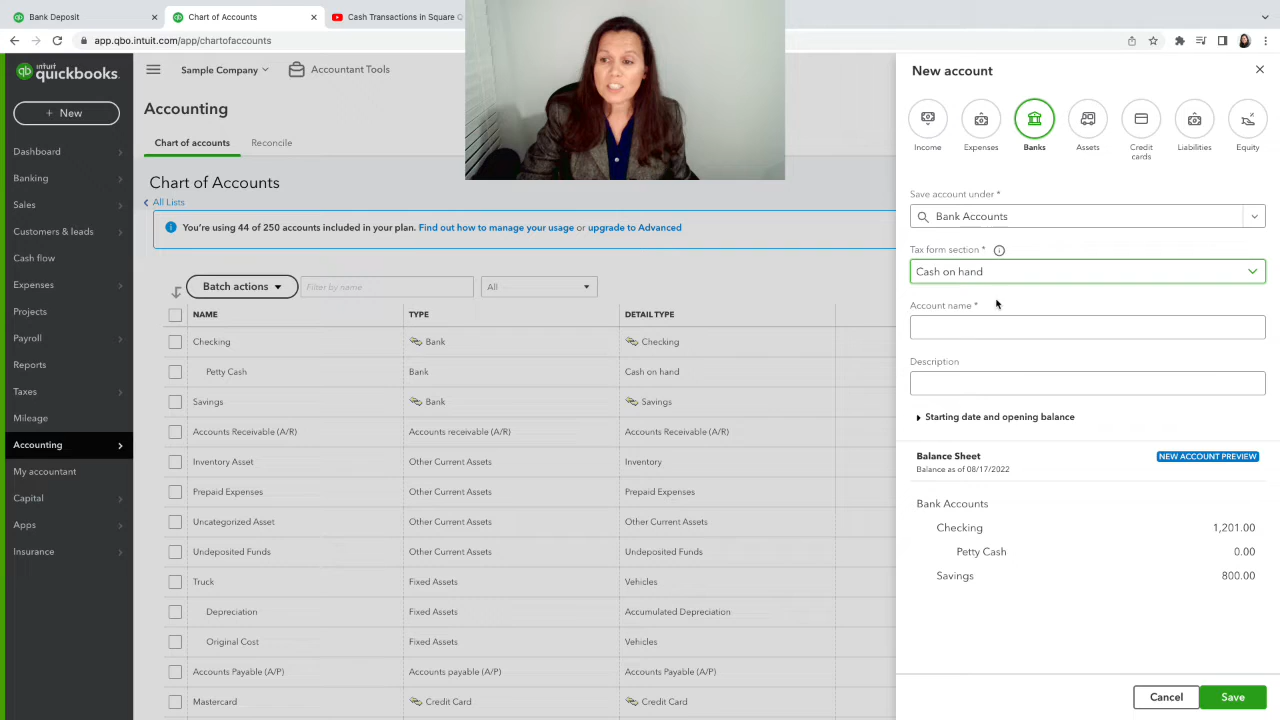 Bank Deposit
Chart of Accounts
Cash Transactions in Square
app.qbo.intuit.com/app/chartofaccounts
intuit
quickbooks.
+ New
Dashboard
Banking
Sales
Customers & leads
Cash flow
Expenses
Projects
Payroll
Reports
Taxes
Mileage
Accounting
My accountant
Capital
Apps
Insurance
Sample Company
Accountant Tools
Accounting
Chart of accounts
Reconcile
Chart of Accounts
All Lists
You're using 44 of 250 accounts included in your plan. Find out how to manage your usage or upgrade to Advanced
Batch actions
Filter by name
All
NAME TYPE DETAIL TYPE
Checking Bank Checking
Petty Cash Bank Cash on hand
Savings Bank Savings
Accounts Receivable (A/R) Accounts receivable (A/R) Accounts Receivable (A/R)
Inventory Asset Other Current Assets Inventory
Prepaid Expenses Other Current Assets Prepaid Expenses
Uncategorized Asset Other Current Assets Other Current Assets
Undeposited Funds Other Current Assets Undeposited Funds
Truck Fixed Assets Vehicles
Depreciation Fixed Assets Accumulated Depreciation
Original Cost Fixed Assets Vehicles
Accounts Payable (A/P) Accounts payable (A/P) Accounts Payable (A/P)
Mastercard Credit Card Credit Card
New account
Income
Expenses
Banks
Assets
Credit
cards
Liabilities
Equity
Save account under *
Bank Accounts
Tax form section *
Cash on hand
Account name *
Description
Starting date and opening balance
Balance Sheet
NEW ACCOUNT PREVIEW
Balance as of 08/17/2022
Bank Accounts
Checking 1,201.00
Petty Cash 0.00
Savings 800.00
Cancel
Save